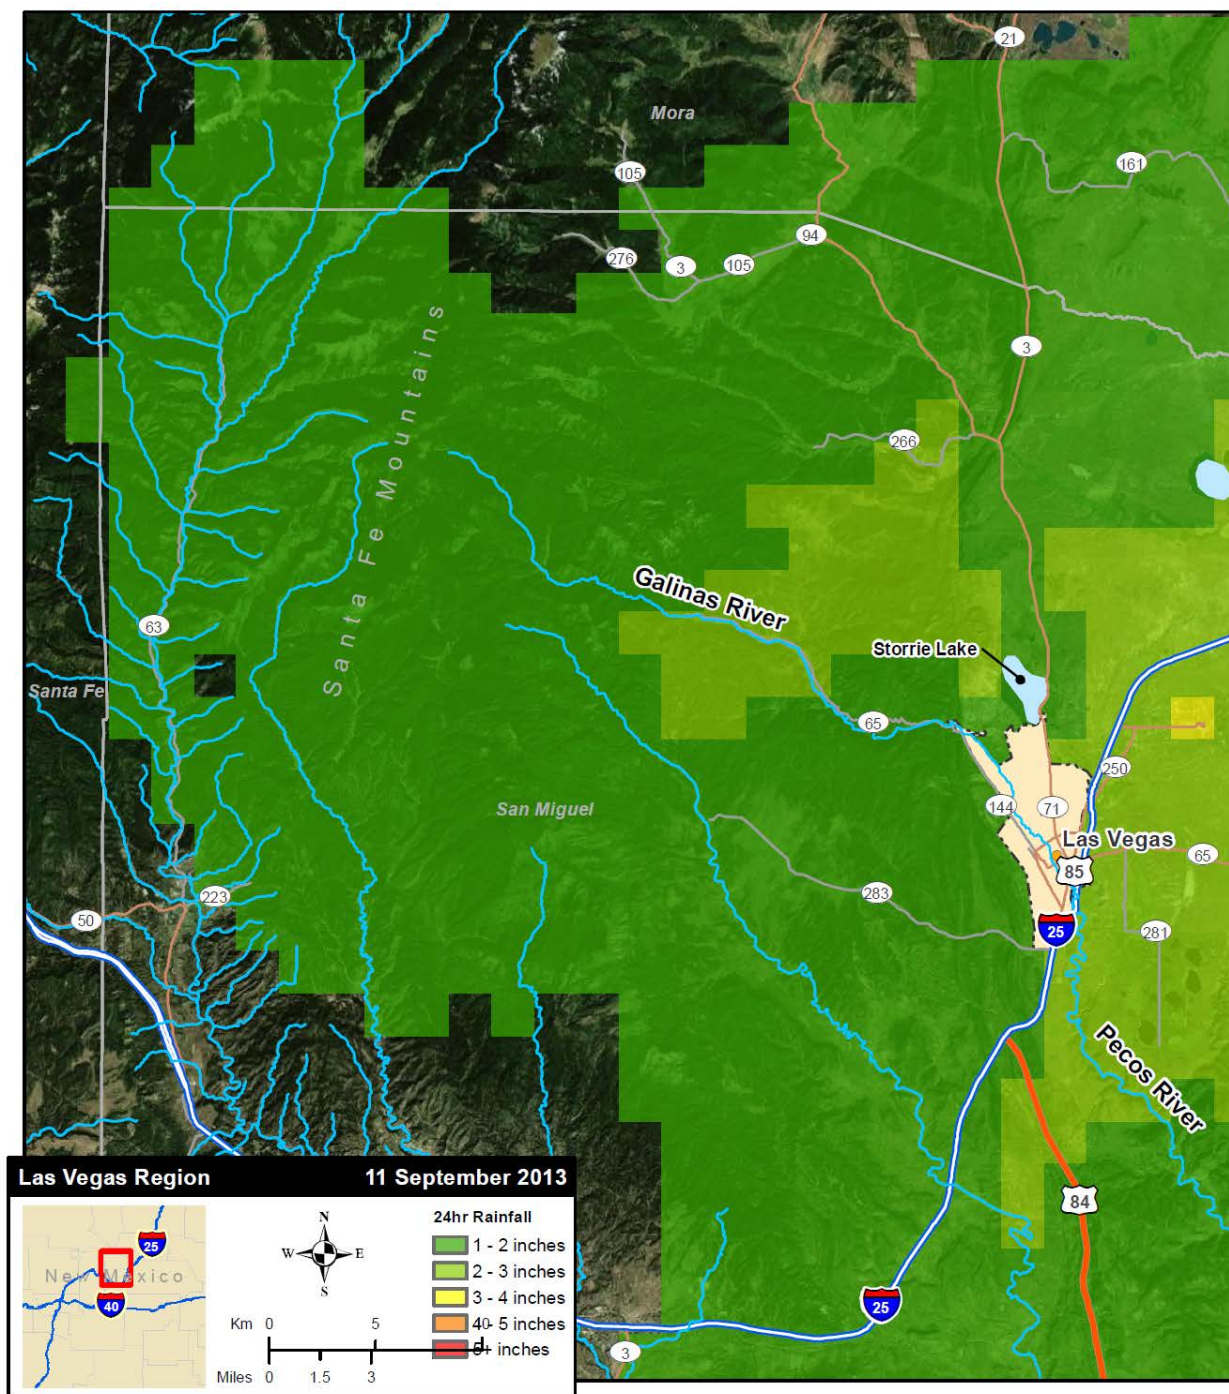 21
Mora
161
105
94
276
3
105
3
Santa Fe Mountains
266
Galinas River
63
Storrie Lake
Santa Fe
65
250
San Miguel
144
71
Las Vegas
65
85
283
223
50
25
281
Pecos River
84
25
3
Las Vegas Region
11 September 2013
New Mexico
25
40
N
W
E
S
Km 0 5 10
Miles 0 1.5 3
24hr Rainfall
1 - 2 inches
2 - 3 inches
3 - 4 inches
4 - 5 inches
5+ inches